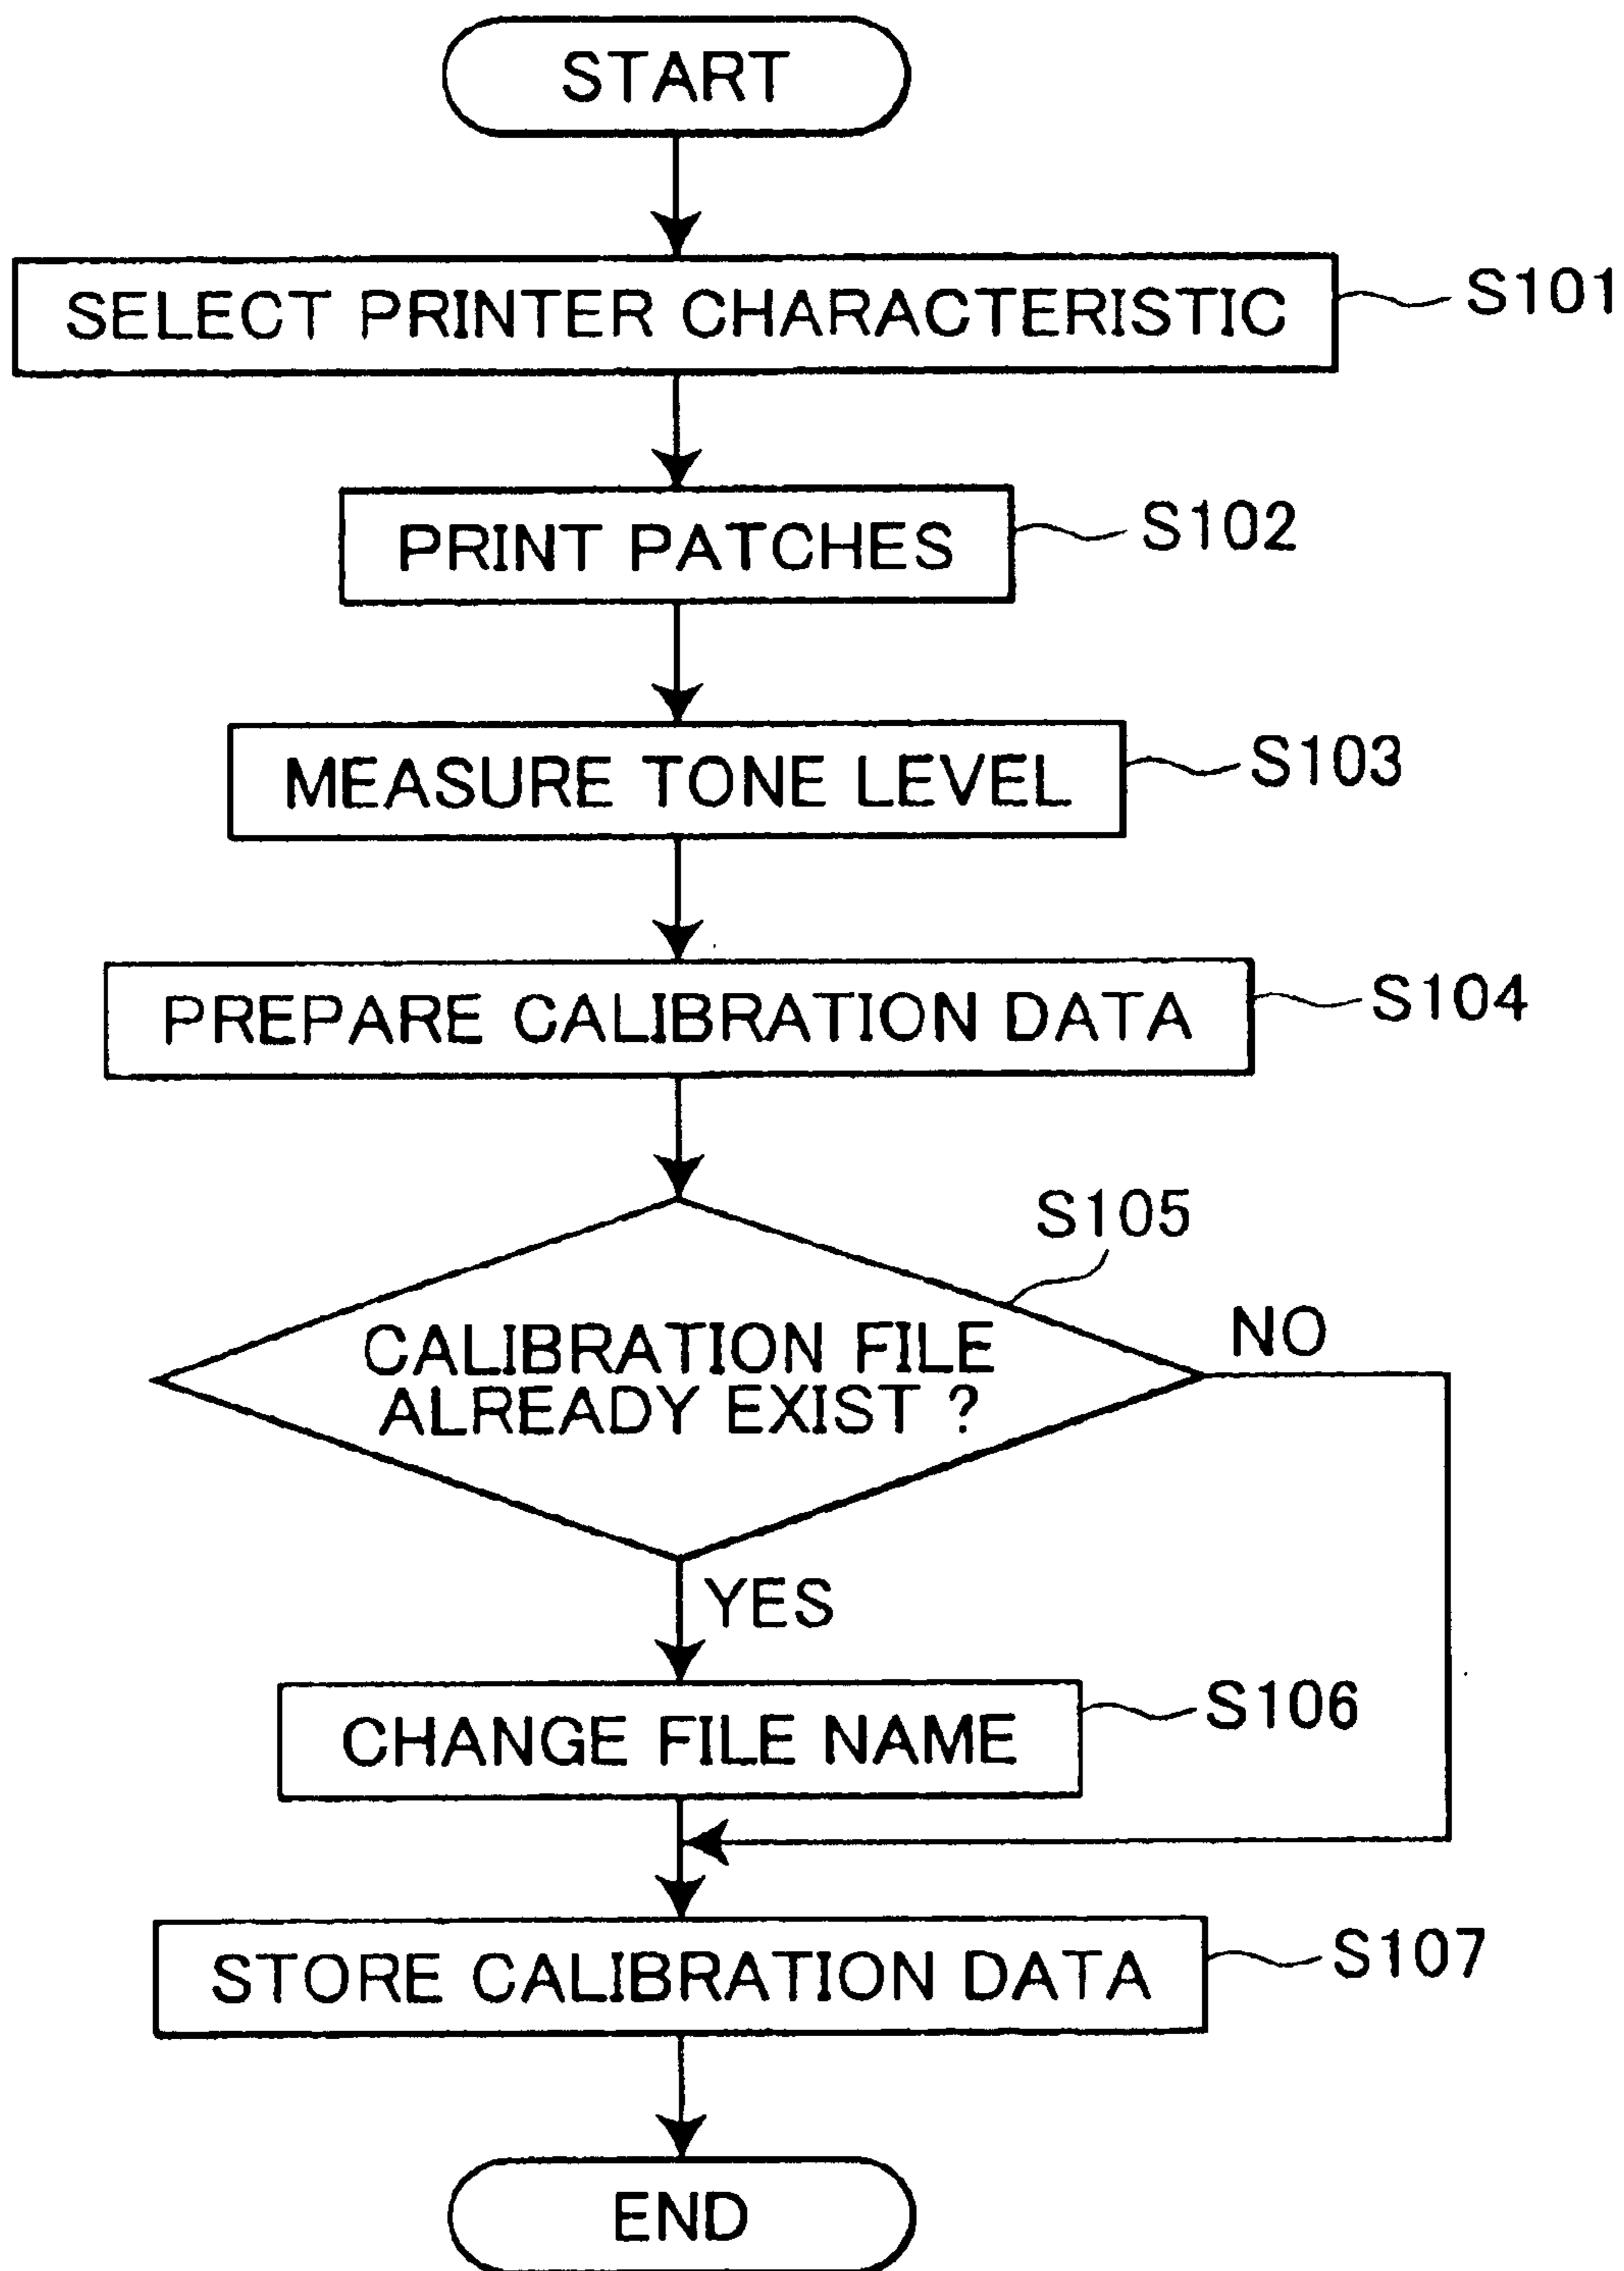 START
SELECT PRINTER CHARACTERISTIC
S101
PRINT PATCHES
S102
MEASURE TONE LEVEL
S103
PREPARE CALIBRATION DATA
S104
S105
CALIBRATION FILE
ALREADY EXIST ?
NO
YES
CHANGE FILE NAME
S106
STORE CALIBRATION DATA
S107
END